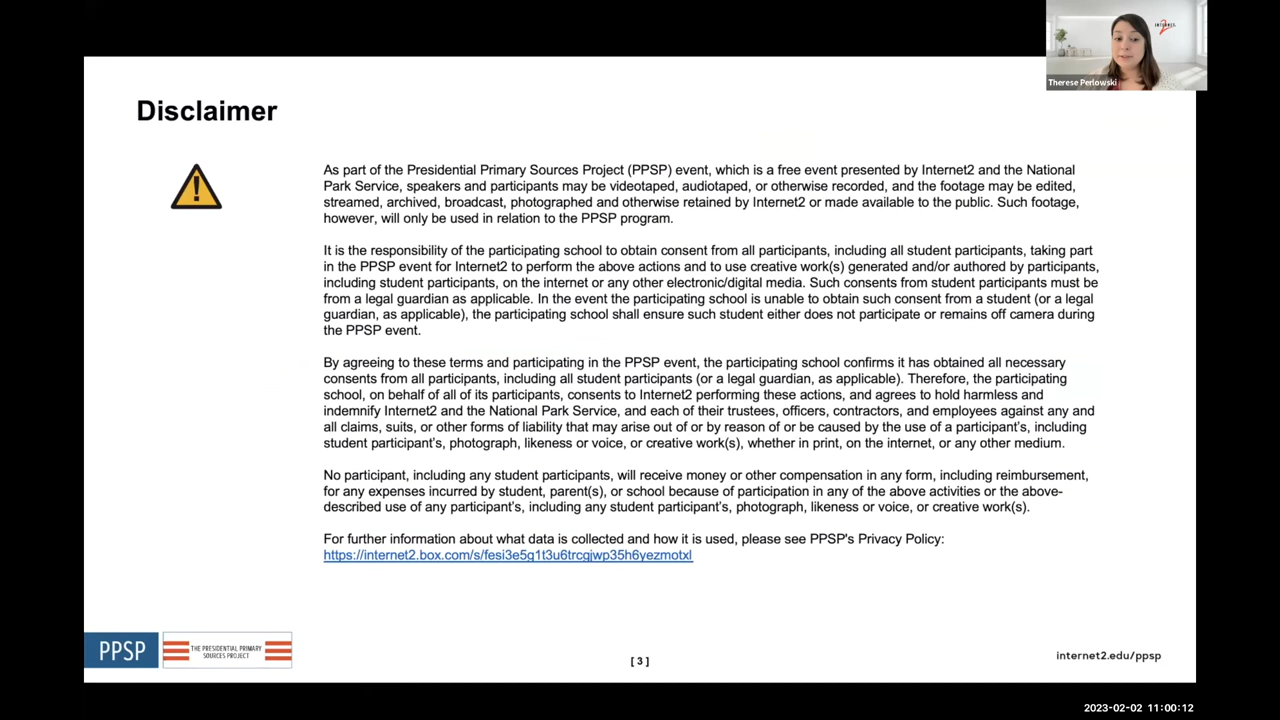 INTERNET
2
Therese Perlowski
Disclaimer
As part of the Presidential Primary Sources Project (PPSP) event, which is a free event presented by Internet2 and the National
Park Service, speakers and participants may be videotaped, audiotaped, or otherwise recorded, and the footage may be edited,
streamed, archived, broadcast, photographed and otherwise retained by Internet2 or made available to the public. Such footage,
however, will only be used in relation to the PPSP program.
It is the responsibility of the participating school to obtain consent from all participants, including all student participants, taking part
in the PPSP event for Internet2 to perform the above actions and to use creative work(s) generated and/or authored by participants,
including student participants, on the internet or any other electronic/digital media. Such consents from student participants must be
from a legal guardian as applicable. In the event the participating school is unable to obtain such consent from a student (or a legal
guardian, as applicable), the participating school shall ensure such student either does not participate or remains off camera during
the PPSP event.
By agreeing to these terms and participating in the PPSP event, the participating school confirms it has obtained all necessary
consents from all participants, including all student participants (or a legal guardian, as applicable). Therefore, the participating
school, on behalf of all of its participants, consents to Internet2 performing these actions, and agrees to hold harmless and
indemnify Internet2 and the National Park Service, and each of their trustees, officers, contractors, and employees against any and
all claims, suits, or other forms of liability that may arise out of or by reason of or be caused by the use of a participant's, including
student participant's, photograph, likeness or voice, or creative work(s), whether in print, on the internet, or any other medium.
No participant, including any student participants, will receive money or other compensation in any form, including reimbursement,
for any expenses incurred by student, parent(s), or school because of participation in any of the above activities or the above-
described use of any participant's, including any student participant's, photograph, likeness or voice, or creative work(s).
For further information about what data is collected and how it is used, please see PPSP's Privacy Policy:
https://internet2.box.com/s/fesi3e5g1t3u6trcgjwp35h6yezmotxl
PPSP
THE PRESIDENTIAL PRIMARY
SOURCES PROJECT
[ 3 ]
internet2.edu/ppsp
2023-02-02 11:00:12